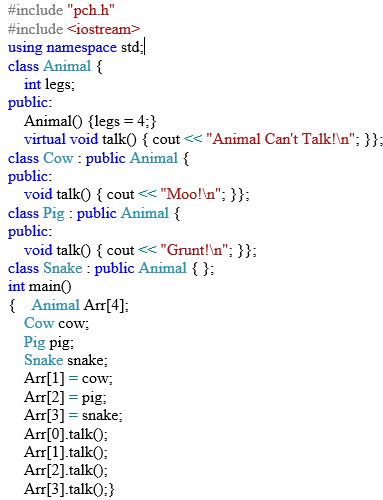 #include "pch.h"
#include <iostream>
using namespace std;
class Animal {
int legs;
public:
Animal() {legs = 4;}
virtual void talk() { cout << "Animal Can't Talk!\n"; }};
class Cow : public Animal {
public:
void talk() { cout << "Moo!\n"; }};
class Pig : public Animal {
public:
void talk() { cout << "Grunt!\n"; }};
class Snake : public Animal { };
int main()
{ Animal Arr[4];
Cow cow;
Pig pig;
Snake snake;
Arr[1] = cow;
Arr[2] = pig;
Arr[3] = snake;
Arr[0].talk();
Arr[1].talk();
Arr[2].talk();
Arr[3].talk();}